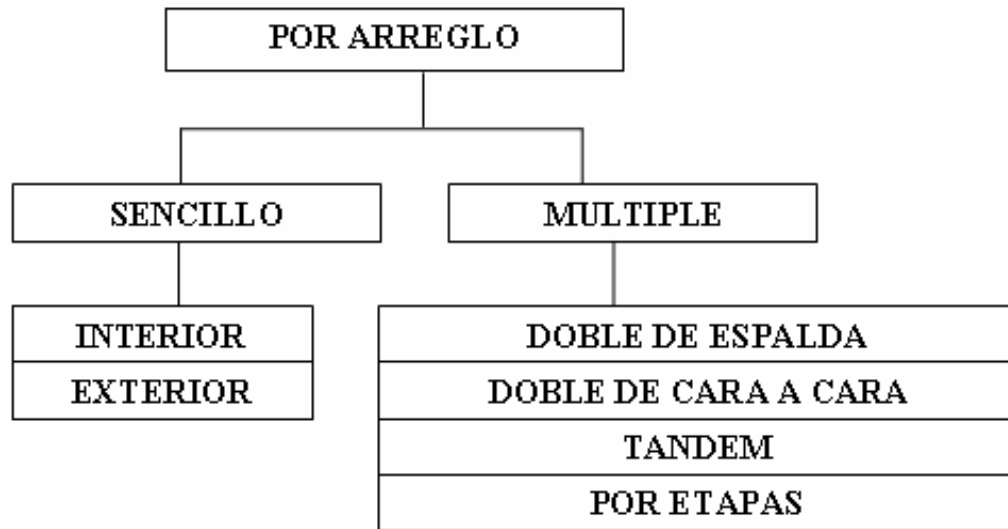 POR ARREGLO
SENCILLO
MULTIPLE
INTERIOR
EXTERIOR
DOBLE DE ESPALDA
DOBLE DE CARA A CARA
TANDEM
POR ETAPAS